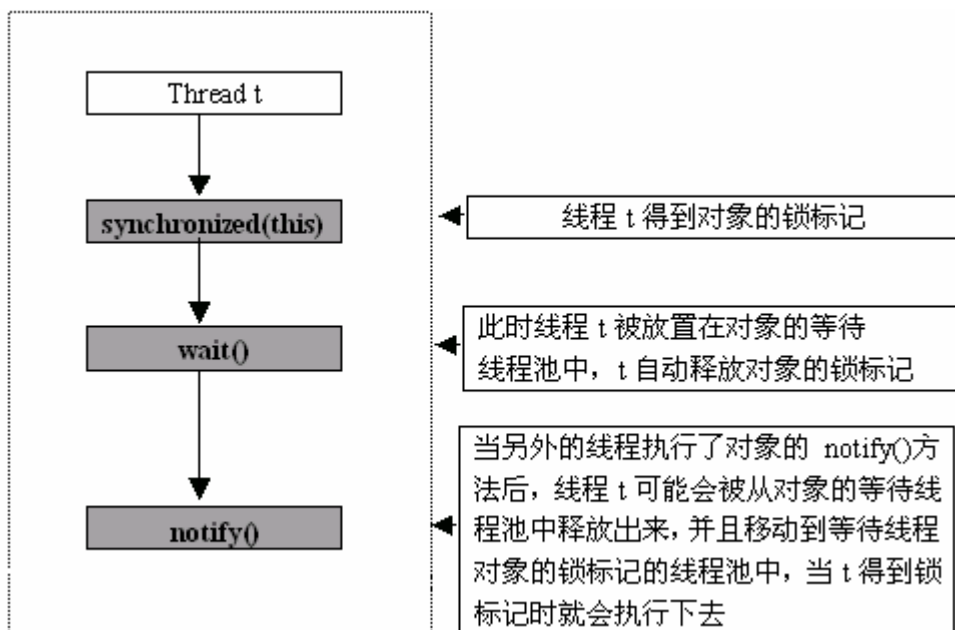 Thread t
synchronized(this)
线程 t 得到对象的锁标记
wait()
此时线程 t 被放置在对象的等待
线程池中，t 自动释放对象的锁标记
notify()
当另外的线程执行了对象的 notify()方
法后，线程 t 可能会被从对象的等待线
程池中释放出来，并且移动到等待线程
对象的锁标记的线程池中，当 t 得到锁
标记时就会执行下去